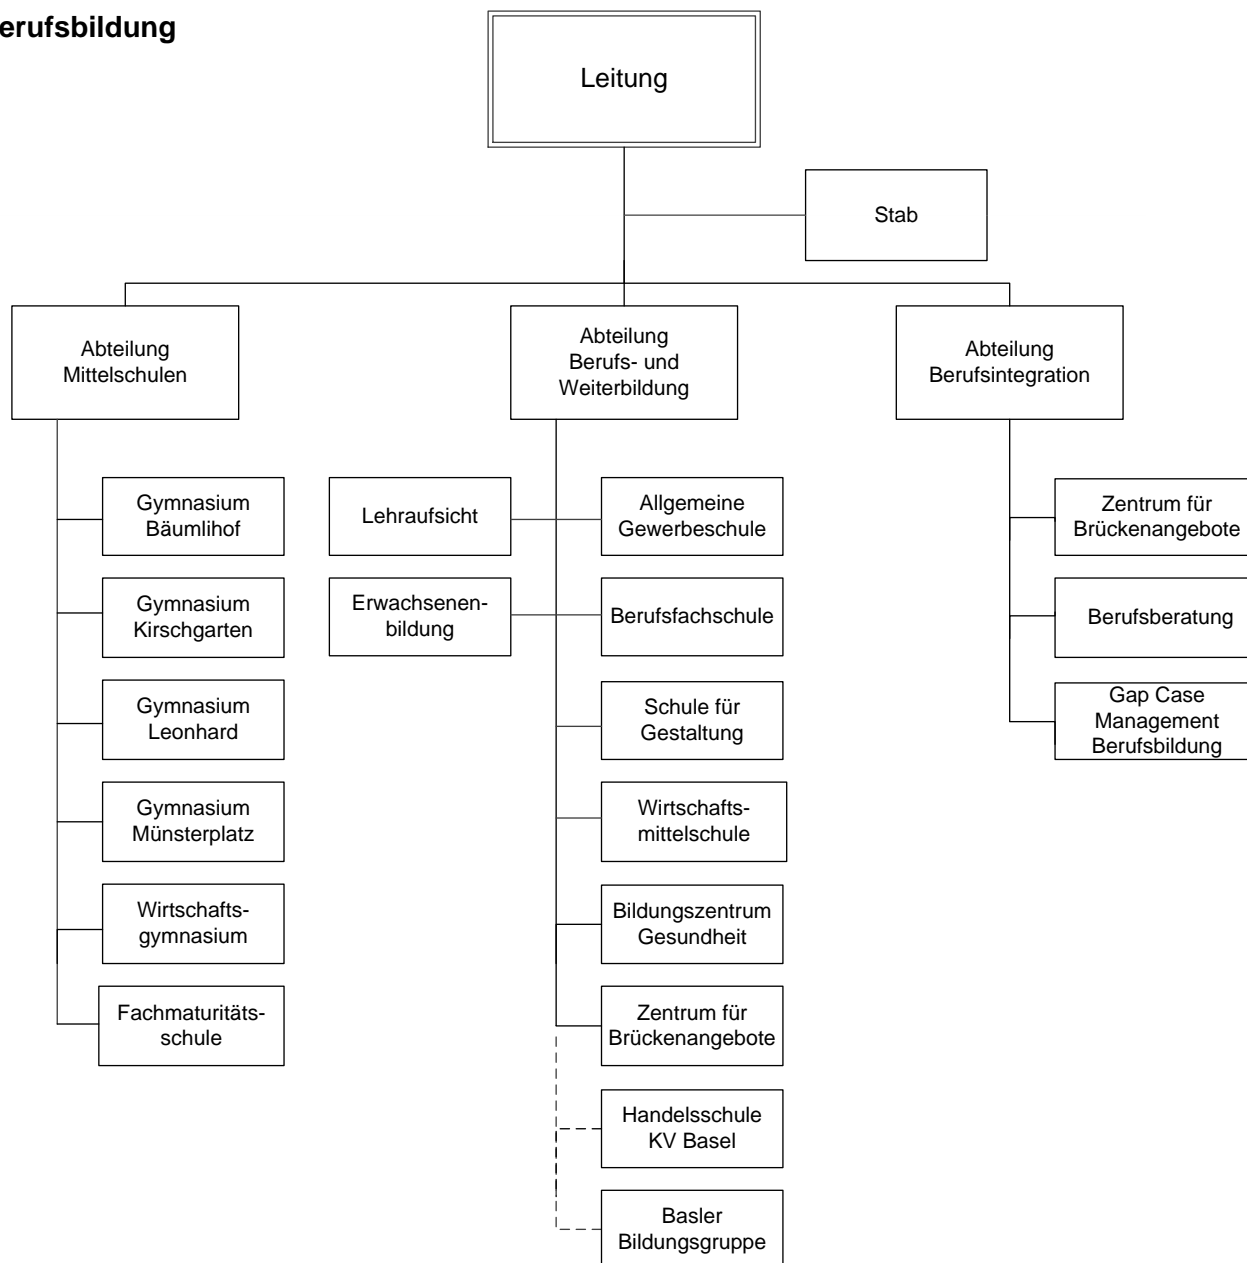 erufsbildung
Leitung
Stab
Abteilung
Mittelschulen
Abteilung
Berufs- und
Weiterbildung
Abteilung
Berufsintegration
Gymnasium
Bäumlihof
Gymnasium
Kirschgarten
Gymnasium
Leonhard
Gymnasium
Münsterplatz
Wirtschafts-
gymnasium
Fachmaturitäts-
schule
Lehraufsicht
Erwachsenen-
bildung
Allgemeine
Gewerbeschule
Berufsfachschule
Schule für
Gestaltung
Wirtschafts-
mittelschule
Bildungszentrum
Gesundheit
Zentrum für
Brückenangebote
Handelsschule
KV Basel
Basler
Bildungsgruppe
Zentrum für
Brückenangebote
Berufsberatung
Gap Case
Management
Berufsbildung